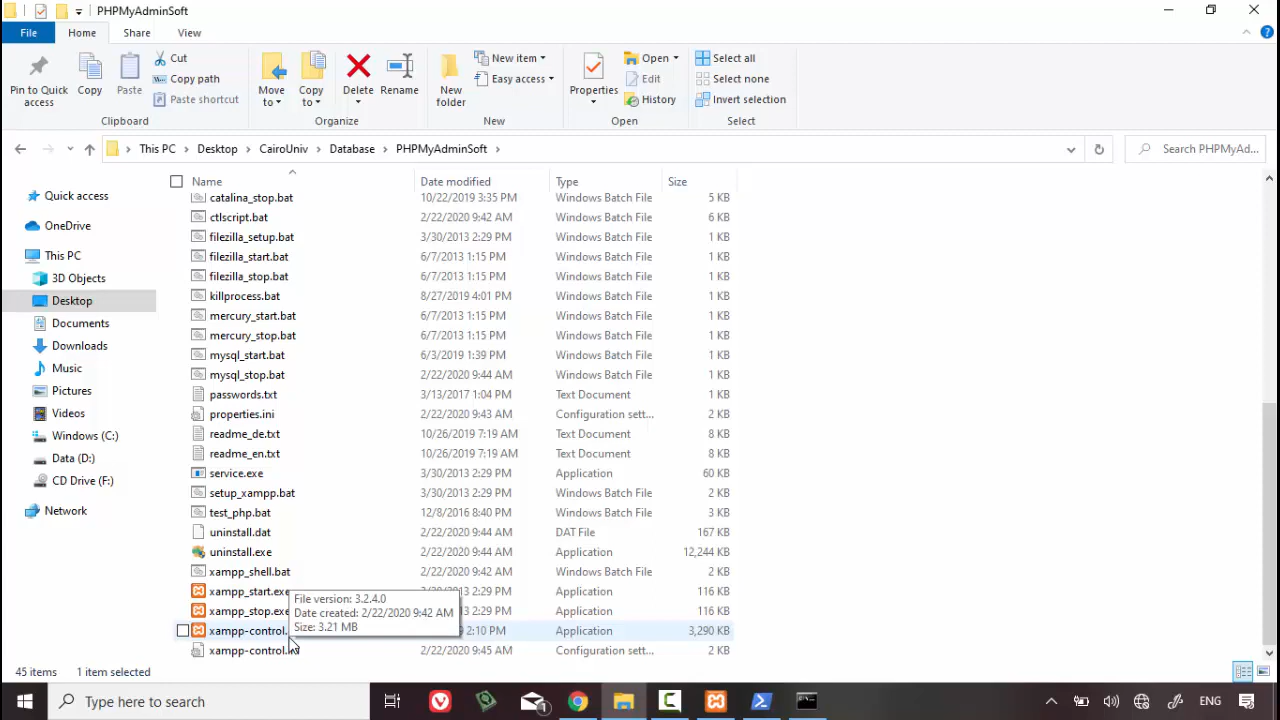 PHPMyAdminSoft
File
Home
Share
View
Pin to Quick access
Copy
Paste
Cut
Copy path
Paste shortcut
Clipboard
Move to
Copy to
Delete
Rename
Organize
New folder
New item
Easy access
New
Properties
Open
Edit
History
Open
Select all
Select none
Invert selection
Select
This PC > Desktop > CairoUniv > Database > PHPMyAdminSoft >
Search PHPMyAd...
Quick access
OneDrive
This PC
3D Objects
Desktop
Documents
Downloads
Music
Pictures
Videos
Windows (C:)
Data (D:)
CD Drive (F:)
Network
Name Date modified Type Size
catalina_stop.bat 10/22/2019 3:35 PM Windows Batch File 5 KB
ctlscript.bat 2/22/2020 9:42 AM Windows Batch File 6 KB
filezilla_setup.bat 3/30/2013 2:29 PM Windows Batch File 1 KB
filezilla_start.bat 6/7/2013 1:15 PM Windows Batch File 1 KB
filezilla_stop.bat 6/7/2013 1:15 PM Windows Batch File 1 KB
killprocess.bat 8/27/2019 4:01 PM Windows Batch File 1 KB
mercury_start.bat 6/7/2013 1:15 PM Windows Batch File 1 KB
mercury_stop.bat 6/7/2013 1:15 PM Windows Batch File 1 KB
mysql_start.bat 6/3/2019 1:39 PM Windows Batch File 1 KB
mysql_stop.bat 2/22/2020 9:44 AM Windows Batch File 1 KB
passwords.txt 3/13/2017 1:04 PM Text Document 1 KB
properties.ini 2/22/2020 9:43 AM Configuration sett... 2 KB
readme_de.txt 10/26/2019 7:19 AM Text Document 8 KB
readme_en.txt 10/26/2019 7:19 AM Text Document 8 KB
service.exe 3/30/2013 2:29 PM Application 60 KB
setup_xampp.bat 3/30/2013 2:29 PM Windows Batch File 2 KB
test_php.bat 12/8/2016 8:40 PM Windows Batch File 3 KB
uninstall.dat 2/22/2020 9:44 AM DAT File 167 KB
uninstall.exe 2/22/2020 9:44 AM Application 12,244 KB
xampp_shell.bat 2/22/2020 9:42 AM Windows Batch File 2 KB
xampp_start.exe 2:29 PM Application 116 KB
xampp_stop.exe 2:29 PM Application 116 KB
xampp-control. 2:10 PM Application 3,290 KB
xampp-control. 2/22/2020 9:45 AM Configuration sett... 2 KB
File version: 3.2.4.0
Date created: 2/22/2020 9:42 AM
Size: 3.21 MB
45 items 1 item selected
Type here to search
1
ENG